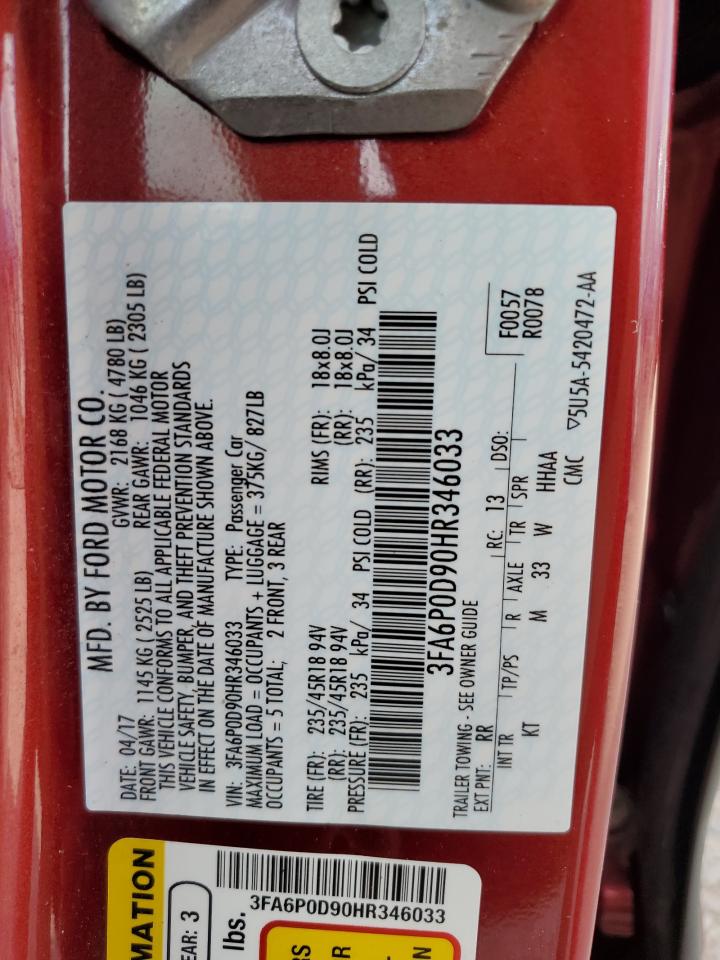 MFD. BY FORD MOTOR CO.
DATE: 04/17 GVWR: 2168 KG ( 4780 LB)
FRONT GAWR: 1145 KG ( 2525 LB) REAR GAWR: 1046 KG ( 2305 LB)
THIS VEHICLE CONFORMS TO ALL APPLICABLE FEDERAL MOTOR
VEHICLE SAFETY, BUMPER, AND THEFT PREVENTION STANDARDS
IN EFFECT ON THE DATE OF MANUFACTURE SHOWN ABOVE.
VIN: 3FA6P0D90HR346033 TYPE: Passenger Car
MAXIMUM LOAD = OCCUPANTS + LUGGAGE = 375KG/ 827LB
OCCUPANTS = 5 TOTAL; 2 FRONT, 3 REAR
TIRE (FR): 235/45R18 94V RIMS (FR): 18x8.0J
(RR): 235/45R18 94V (RR): 18x8.0J
PRESSURE (FR): 235 kPa/ 34 PSI COLD (RR): 235 kPa/ 34 PSI COLD
3FA6P0D90HR346033
TRAILER TOWING - SEE OWNER GUIDE F0057
EXT PNT: RR RC: 13 DSO: R0078
INT TR TP/PS R AXLE TR SPR
KT M 33 W HHAA
CMC ▽5U5A-5420472-AA
MATION
EAR: 3
lbs.
3FA6P0D90HR346033
RS
R
N